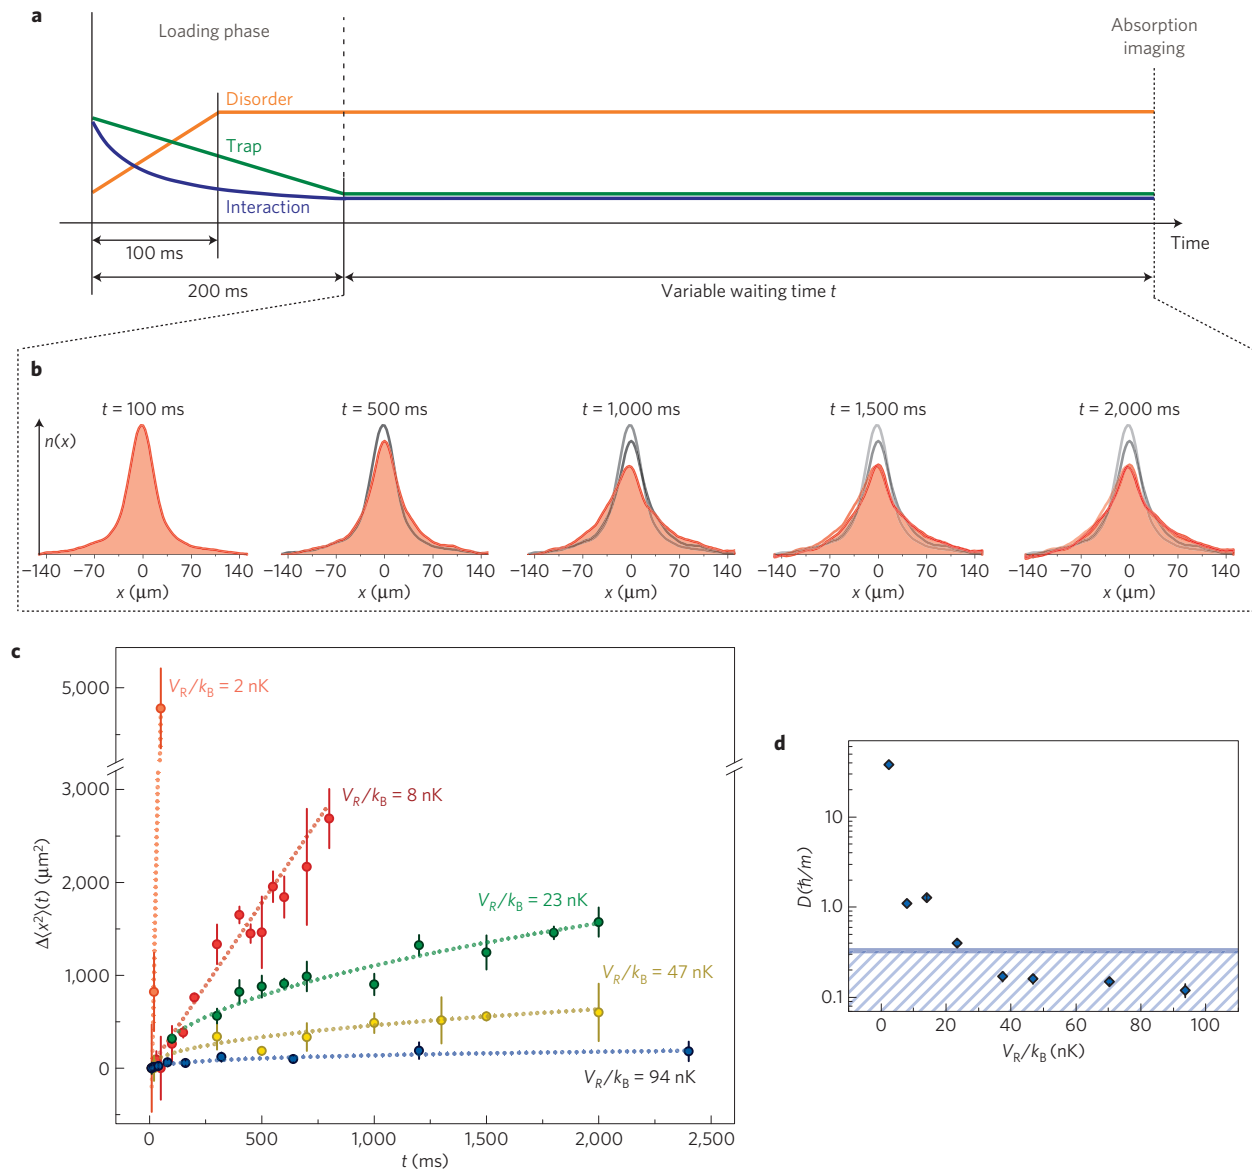 a
Loading phase
Absorption
imaging
Disorder
Trap
Interaction
Time
100 ms
200 ms
Variable waiting time t
b
t = 100 ms
t = 500 ms
t = 1,000 ms
t = 1,500 ms
t = 2,000 ms
n(x)
−140 −70 0 70 140
−140 −70 0 70 140
−140 −70 0 70 140
−140 −70 0 70 140
−140 −70 0 70 140
x (μm)
x (μm)
x (μm)
x (μm)
x (μm)
c
V_R/k_B = 2 nK
V_R/k_B = 8 nK
V_R/k_B = 23 nK
V_R/k_B = 47 nK
V_R/k_B = 94 nK
Δ⟨x²⟩(t) (μm²)
5,000
3,000
2,000
1,000
0
0 500 1,000 1,500 2,000 2,500
t (ms)
d
D(ħ/m)
10
1.0
0.1
0 20 40 60 80 100
V_R/k_B (nK)